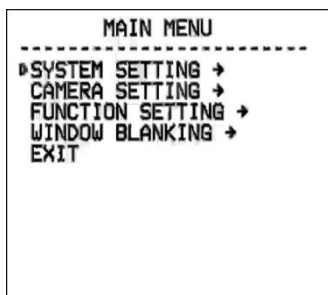 MAIN MENU
SYSTEM SETTING →
CAMERA SETTING →
FUNCTION SETTING →
WINDOW BLANKING →
EXIT